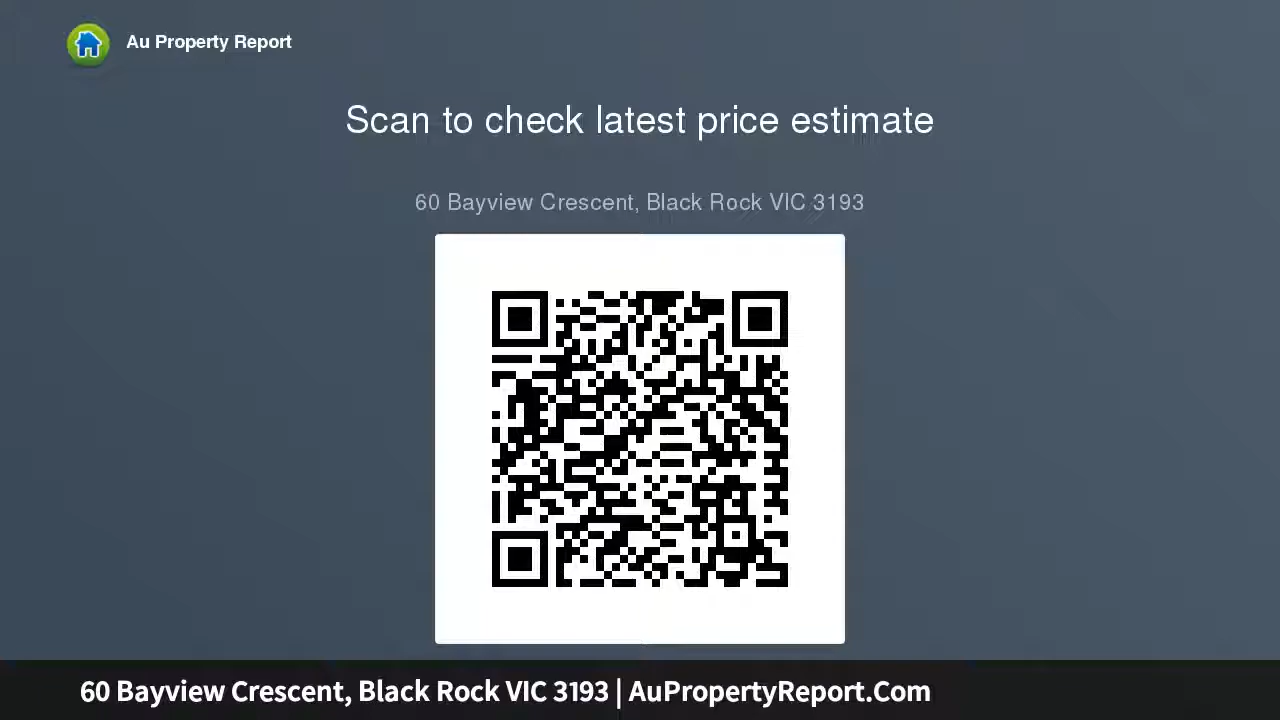 Au Property Report
Scan to check latest price estimate
60 Bayview Crescent, Black Rock VIC 3193
60 Bayview Crescent, Black Rock VIC 3193 | AuPropertyReport.Com